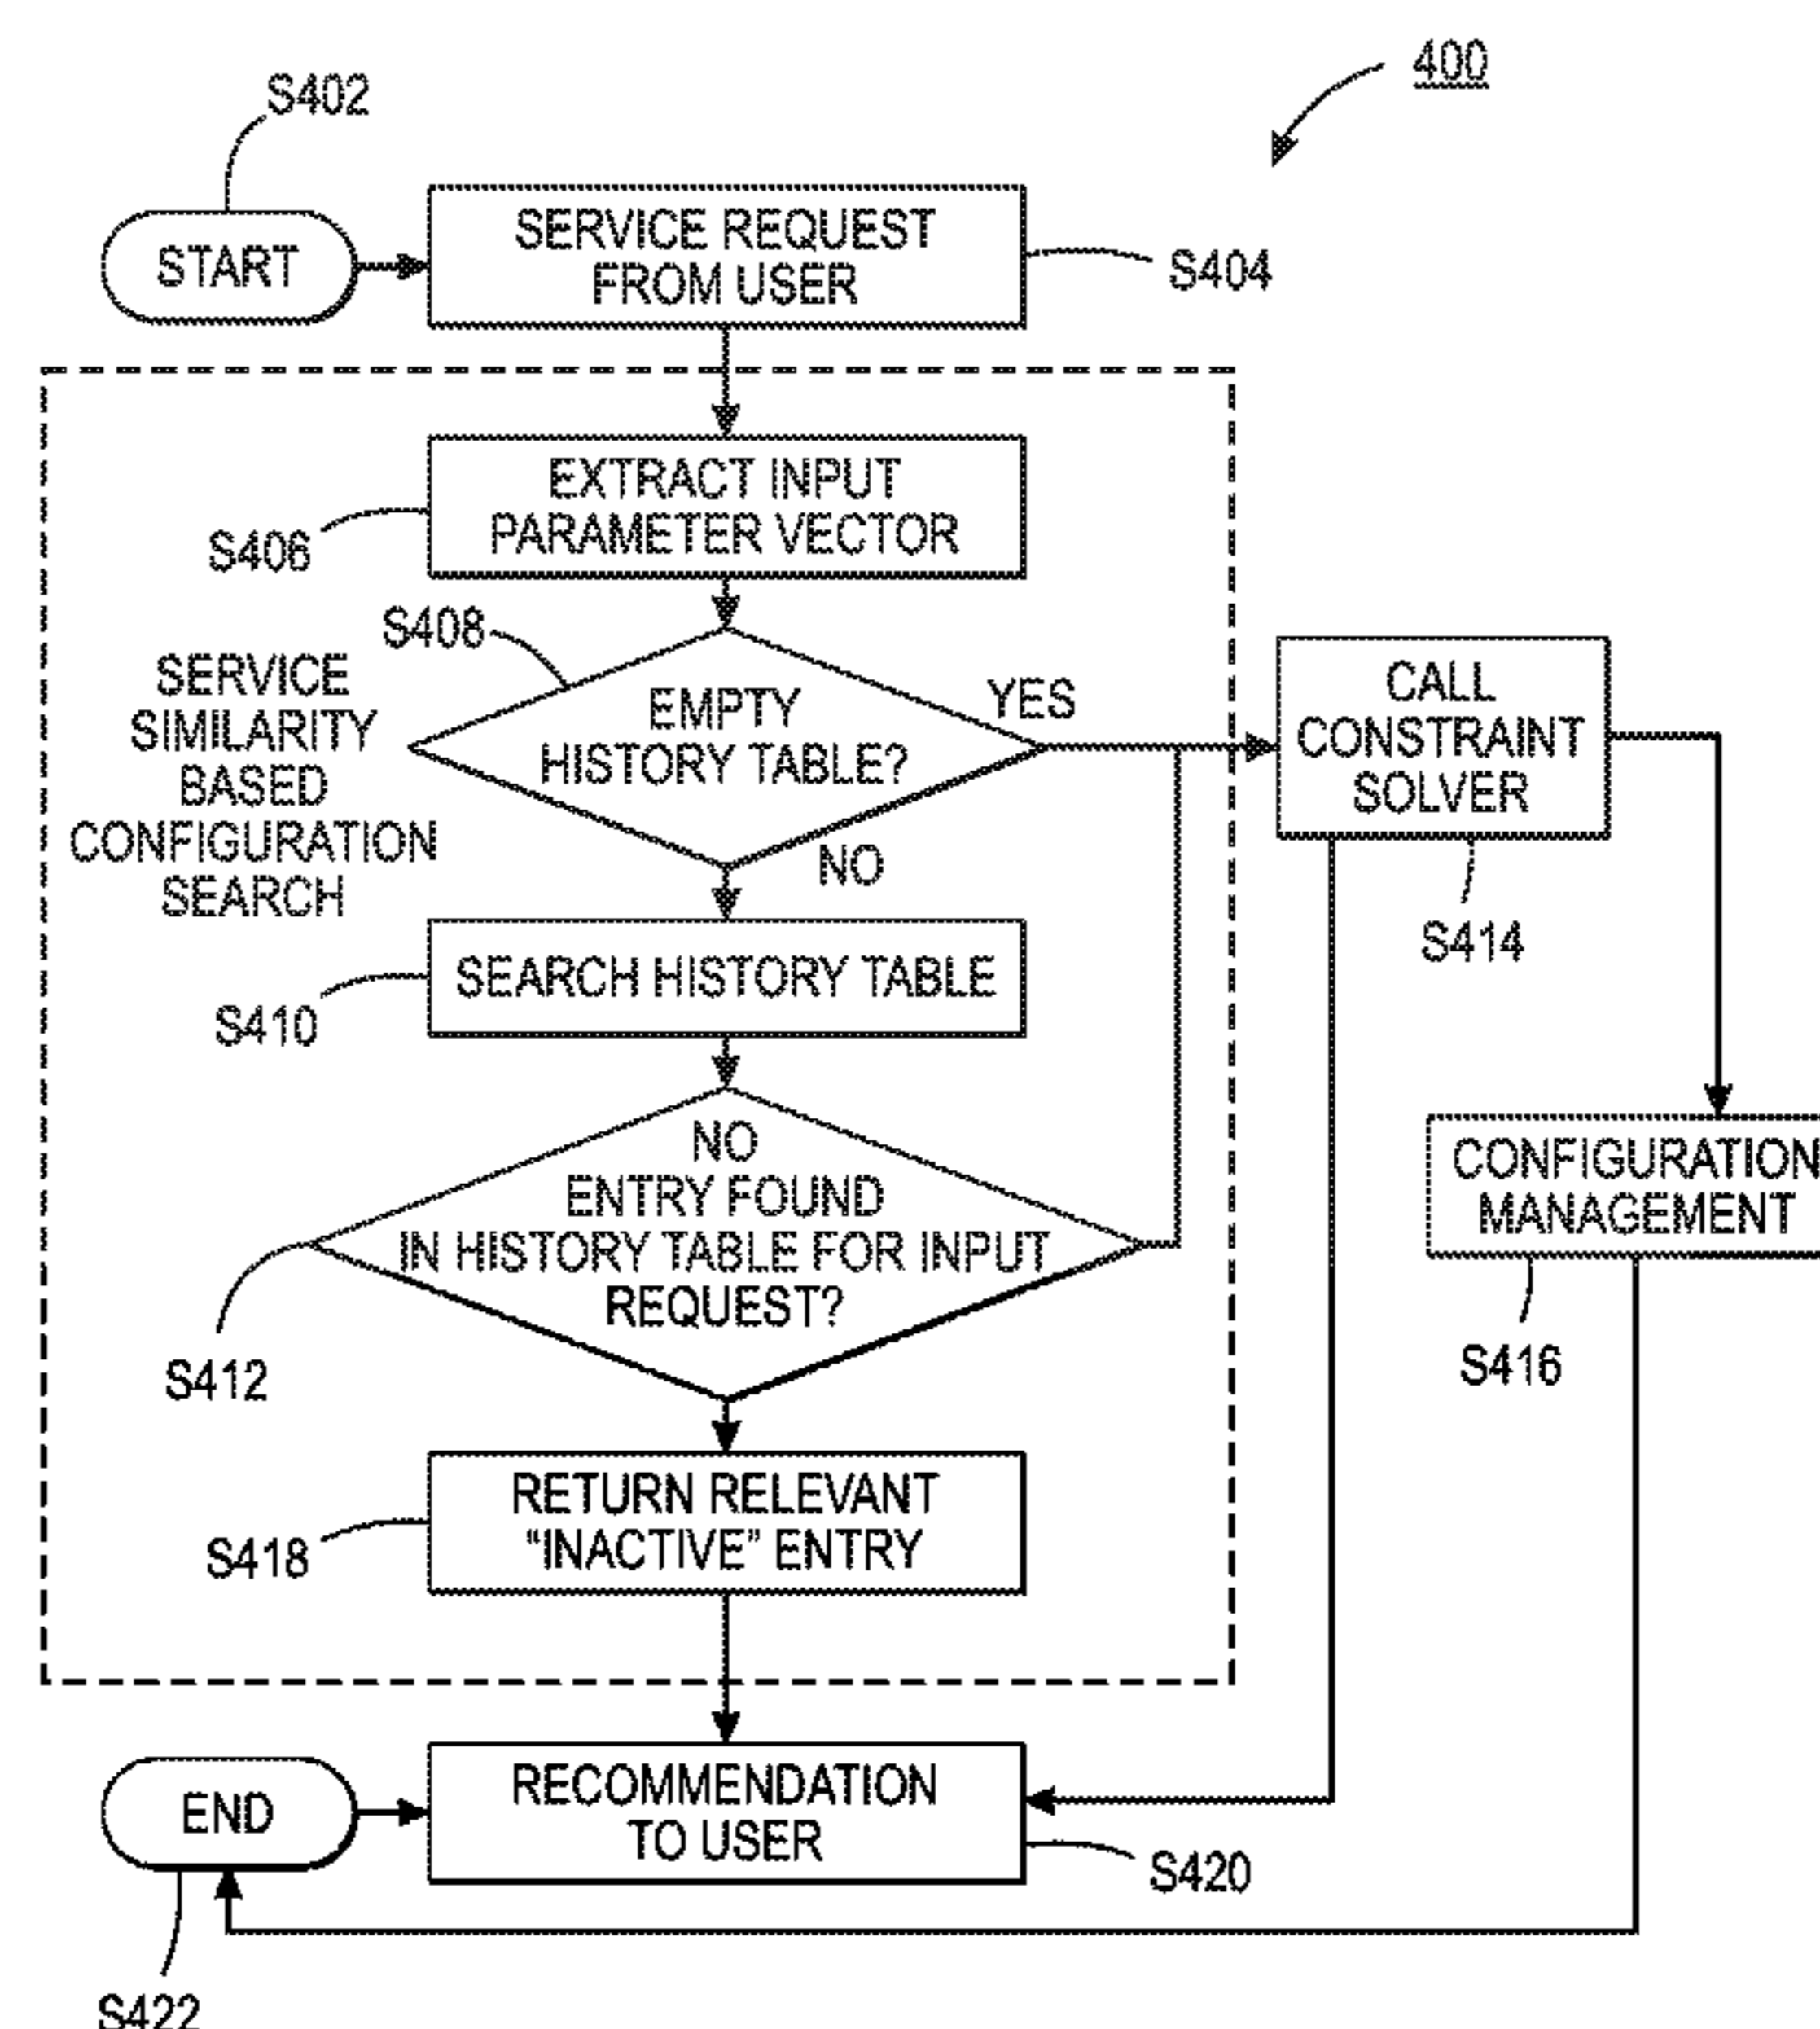 400
S402
START
SERVICE REQUEST
FROM USER
S404
EXTRACT INPUT
PARAMETER VECTOR
S406
S408
SERVICE
SIMILARITY
BASED
CONFIGURATION
SEARCH
EMPTY
HISTORY TABLE?
YES
NO
CALL
CONSTRAINT
SOLVER
S414
SEARCH HISTORY TABLE
S410
NO
ENTRY FOUND
IN HISTORY TABLE FOR INPUT
REQUEST?
S412
CONFIGURATION
MANAGEMENT
S416
RETURN RELEVANT
“INACTIVE” ENTRY
S418
END
RECOMMENDATION
TO USER
S420
S422